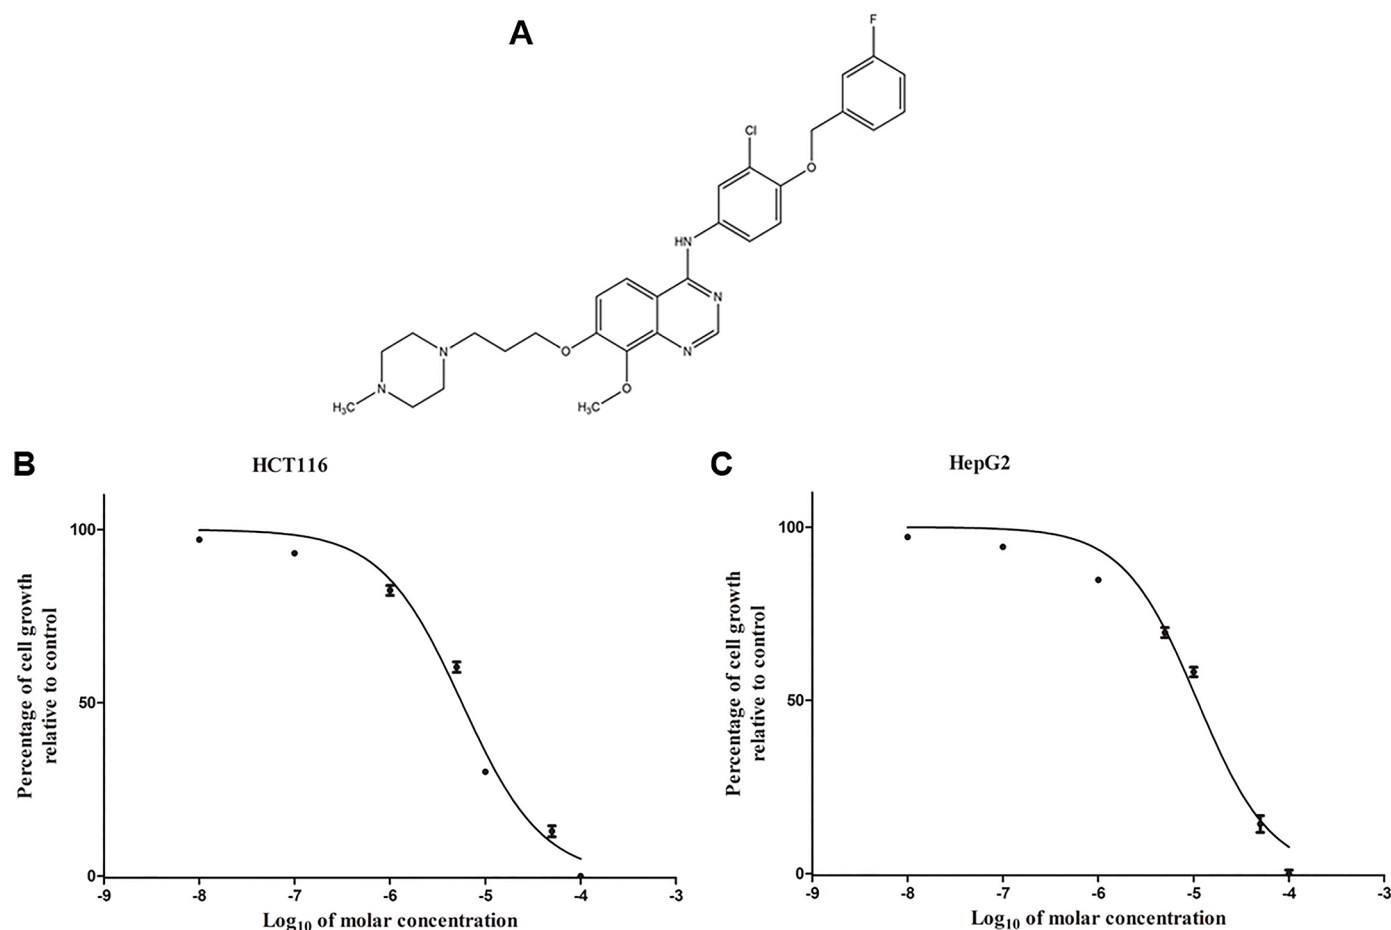 A
F
Cl
O
HN
N
N
N
O
N
O
H₃C
H₃C
B
HCT116
100
50
0
-9 -8 -7 -6 -5 -4 -3
Percentage of cell growth
relative to control
Log₁₀ of molar concentration
C
HepG2
100
50
0
-9 -8 -7 -6 -5 -4 -3
Percentage of cell growth
relative to control
Log₁₀ of molar concentration